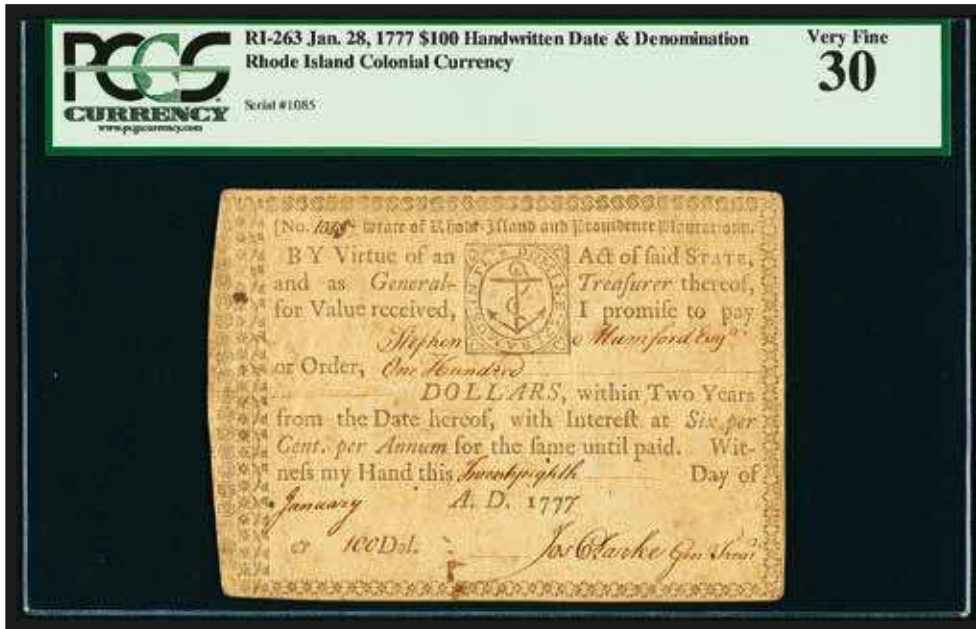 PCGS
CURRENCY
www.pcgscurrency.com
RI-263 Jan. 28, 1777 $100 Handwritten Date & Denomination
Rhode Island Colonial Currency
Serial #1085
Very Fine
30
[No. 1085 State of Rhode-Island and Providence Plantations.
BY Virtue of an Act of said STATE,
and as General-Treasurer thereof,
for Value received, I promise to pay
Stephen Mumford Esqr
or Order, One Hundred
DOLLARS, within Two Years
from the Date hereof, with Interest at Six per
Cent. per Annum for the same until paid. Wit-
ness my Hand this Twentyeighth Day of
January A. D. 1777
or 100 Dol. Jos Clarke Gen Treasr